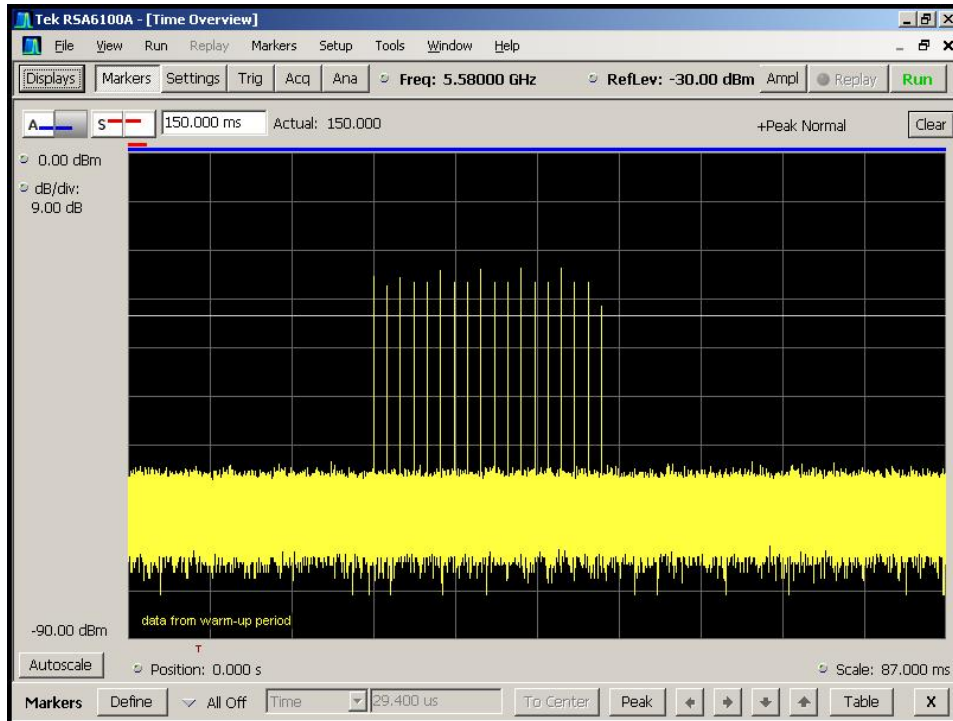 Tek RSA6100A - [Time Overview]
File View Run Replay Markers Setup Tools Window Help
Displays Markers Settings Trig Acq Ana Freq: 5.58000 GHz RefLev: -30.00 dBm Ampl Replay Run
A S 150.000 ms Actual: 150.000 +Peak Normal Clear
0.00 dBm
dB/div:
9.00 dB
data from warm-up period
-90.00 dBm
T
Autoscale Position: 0.000 s Scale: 87.000 ms
Markers Define All Off Time 29.400 us To Center Peak Table X